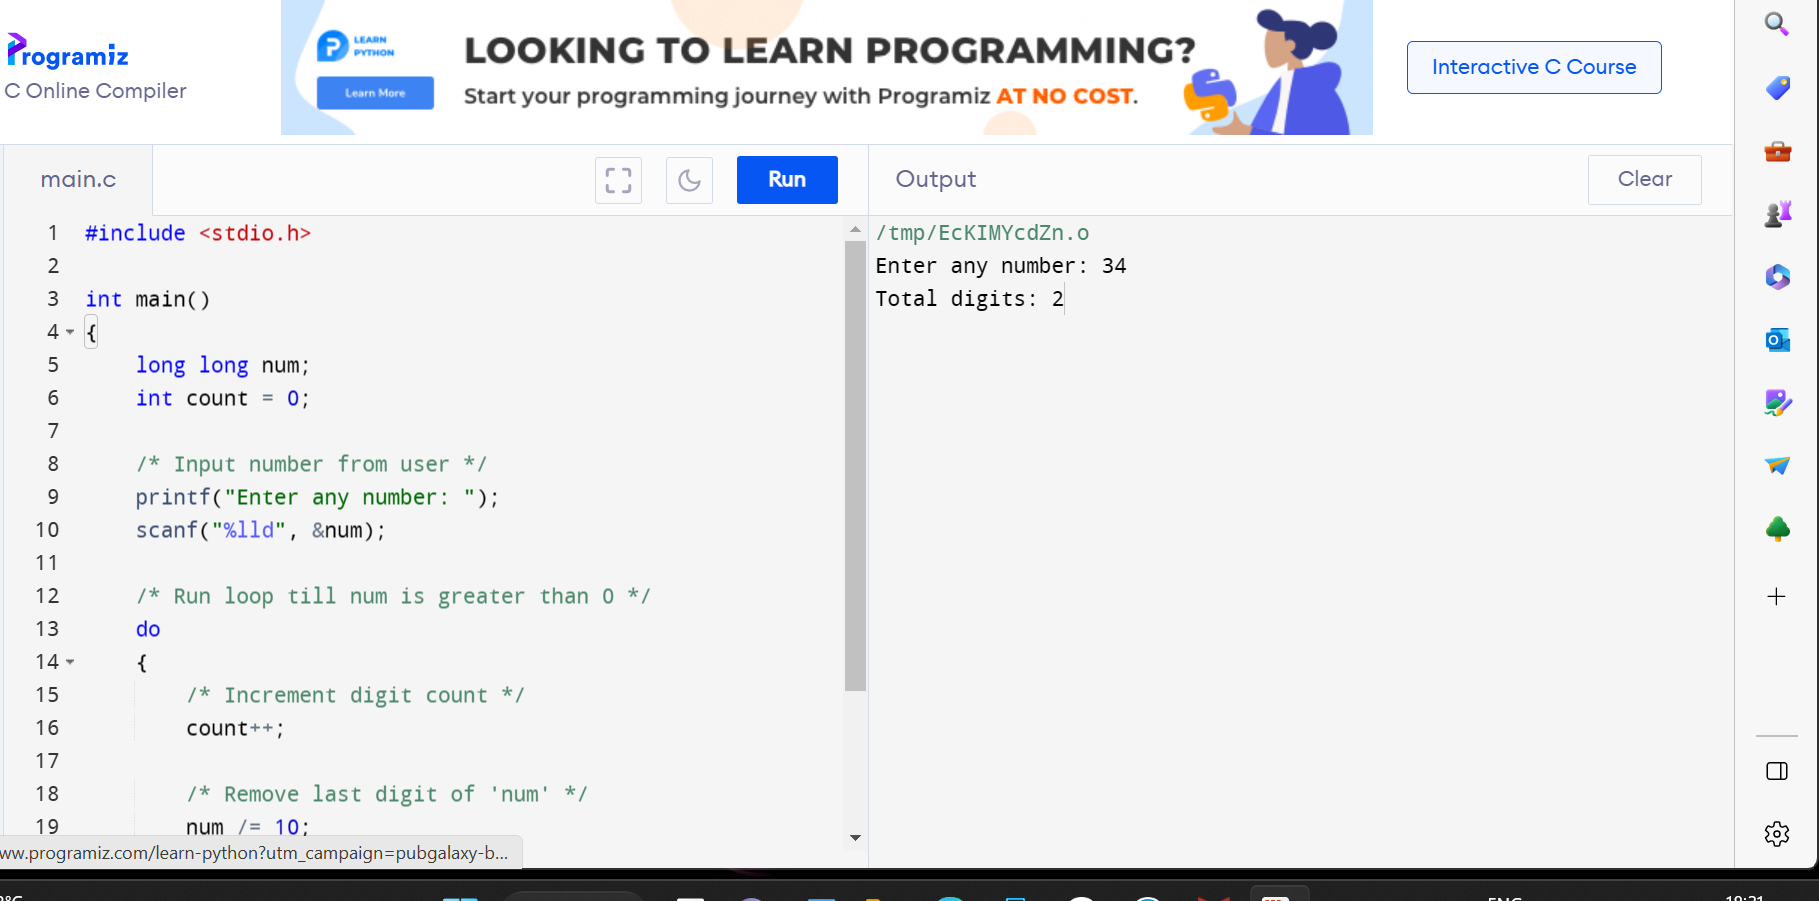 Programiz
C Online Compiler
LEARN
PYTHON
Learn More
LOOKING TO LEARN PROGRAMMING?
Start your programming journey with Programiz AT NO COST.
Interactive C Course
main.c
Run
Output
Clear
1 #include <stdio.h>
2
3 int main()
4 {
5 long long num;
6 int count = 0;
7
8 /* Input number from user */
9 printf("Enter any number: ");
10 scanf("%lld", &num);
11
12 /* Run loop till num is greater than 0 */
13 do
14 {
15 /* Increment digit count */
16 count++;
17
18 /* Remove last digit of 'num' */
19 num /= 10;
/tmp/EcKIMYcdZn.o
Enter any number: 34
Total digits: 2
ww.programiz.com/learn-python?utm_campaign=pubgalaxy-b...
ENG